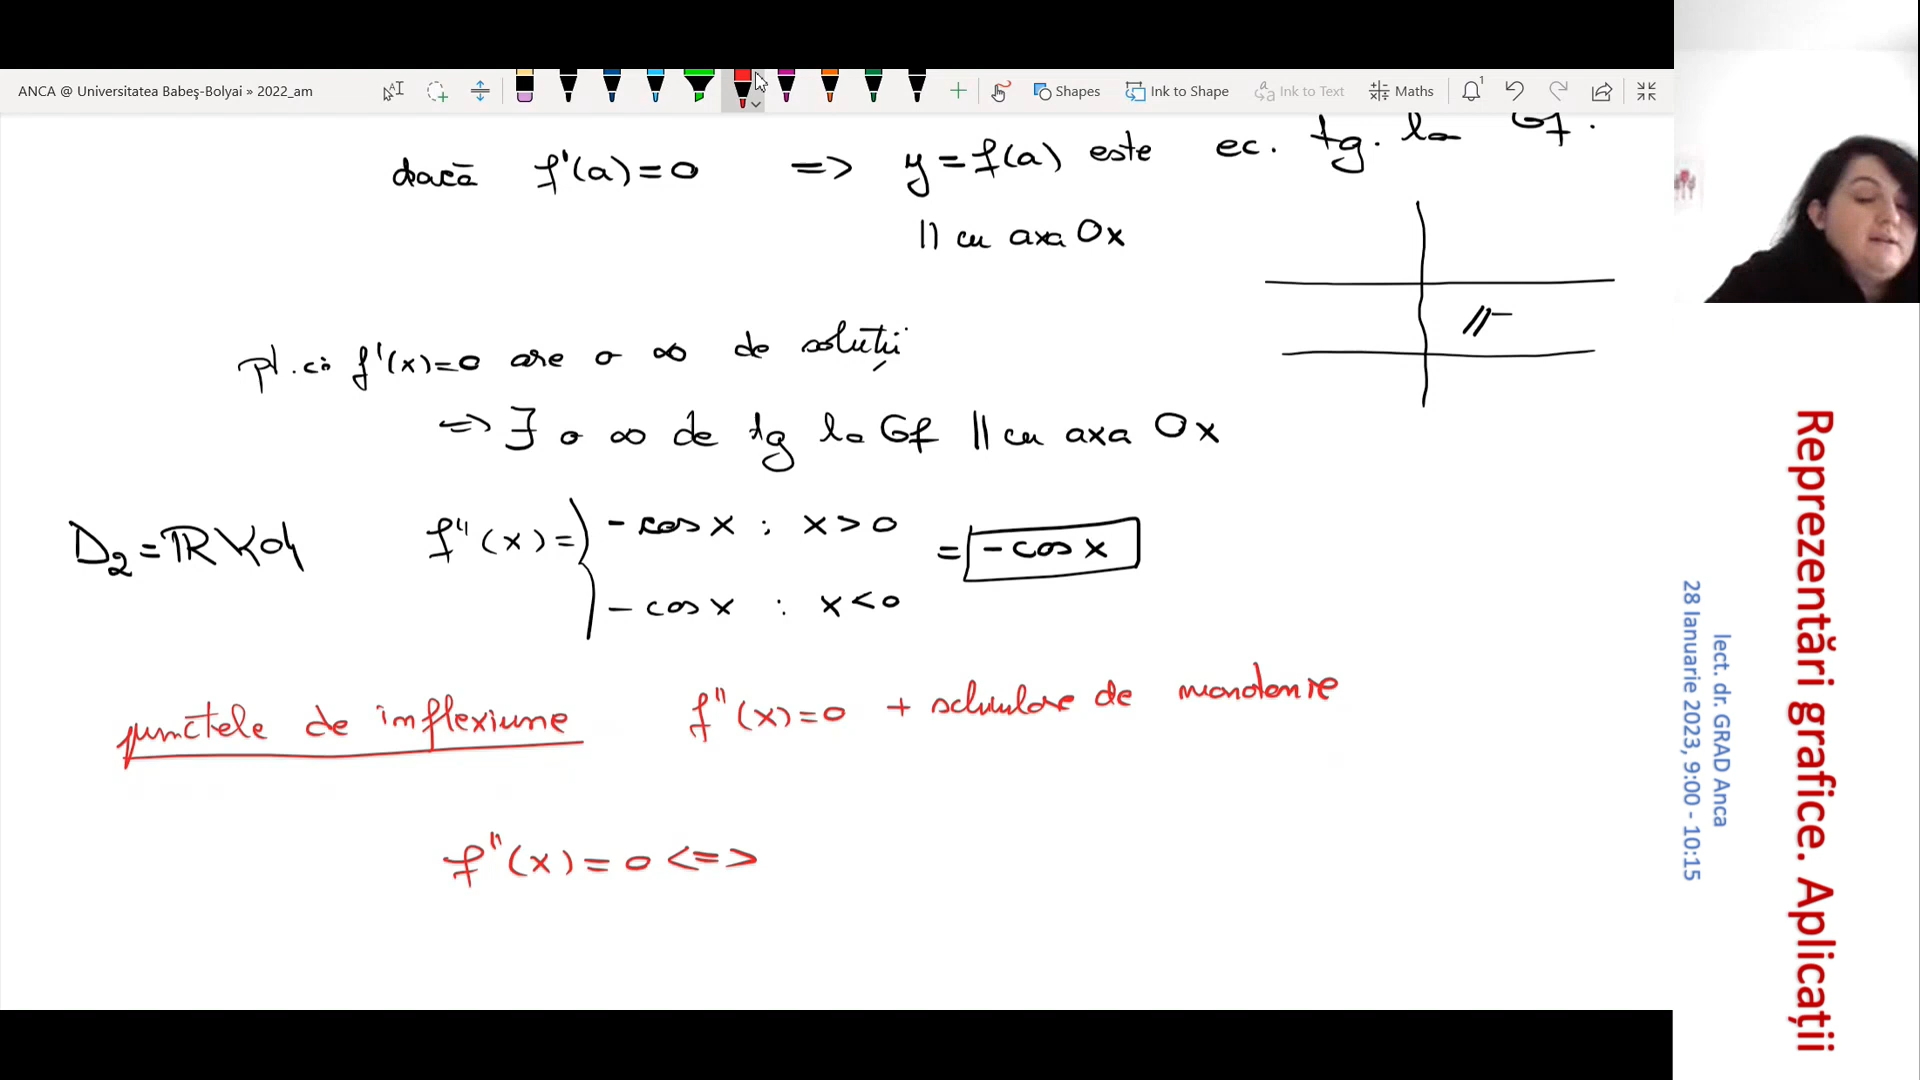 ANCA @ Universitatea Babeş-Bolyai » 2022_am
Shapes
Ink to Shape
Ink to Text
Maths
1
dacă f'(a)=0 => y=f(a) este ec. tg. la Gf.
|| cu axa Ox
pt. că f'(x)=0 are o ∞ de soluții
=> ∃ o ∞ de tg la Gf || cu axa Ox
D₂=ℝ\{0} f''(x)= { -cos x ; x>0 = -cos x
-cos x : x<0
punctele de inflexiune f''(x)=0 + schimbare de monotonie
f''(x)=0 <=>
Reprezentări grafice. Aplicații
lect. dr. GRAD Anca
28 Ianuarie 2023, 9:00 - 10:15